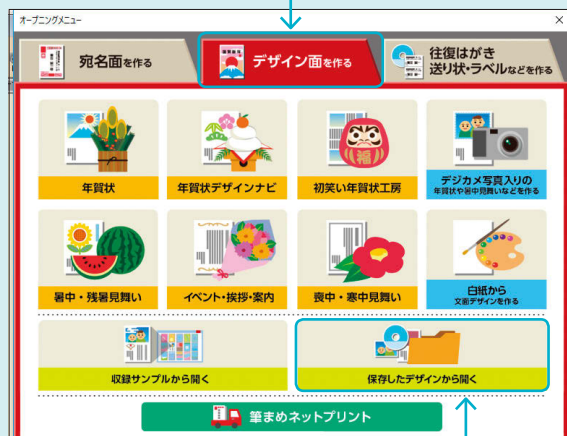 オープニングメニュー
宛名面を作る
デザイン面を作る
往復はがき
送り状・ラベルなどを作る
年賀状
年賀状デザインナビ
初笑い年賀状工房
デジカメ写真入りの
年賀状や暑中見舞いなどを作る
福
暑中・残暑見舞い
イベント・挨拶・案内
喪中・寒中見舞い
白紙から
文面デザインを作る
収録サンプルから開く
保存したデザインから開く
筆まめネットプリント